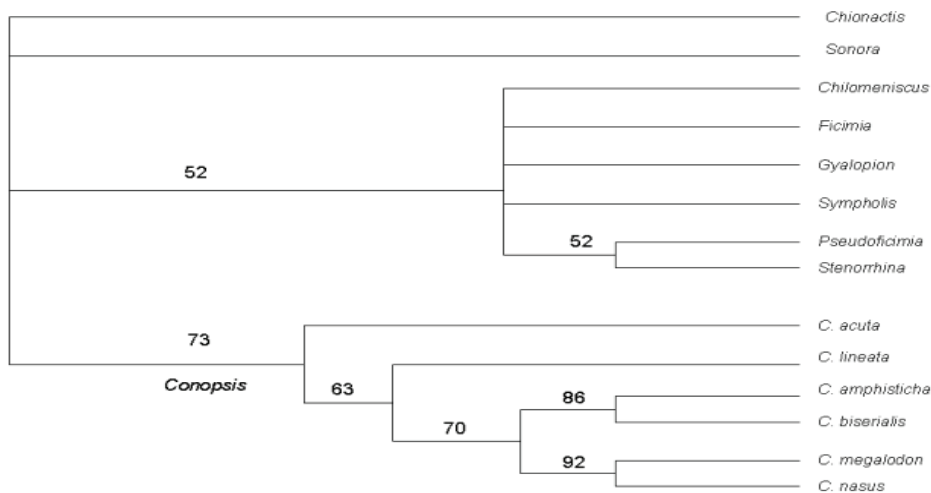 Chionactis
Sonora
Chilomeniscus
Ficimia
52
Gyalopion
Sympholis
52
Pseudoficimia
Stenorrhina
C. acuta
73
C. lineata
Conopsis
63
86
C. amphisticha
C. biserialis
70
92
C. megalodon
C. nasus